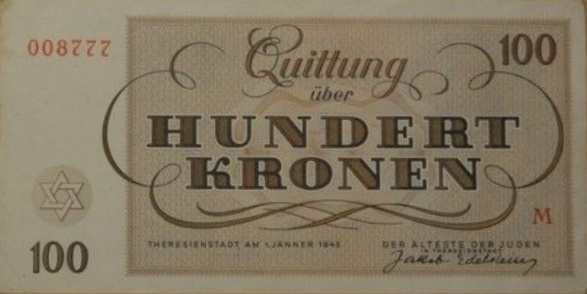 008777
Quittung
100
über
HUNDERT
KRONEN
M
THERESIENSTADT AM 1.JÄNNER 1943
DER ÄLTESTE DER JUDEN
IN THERESIENSTADT
100
Jakob Edelstein